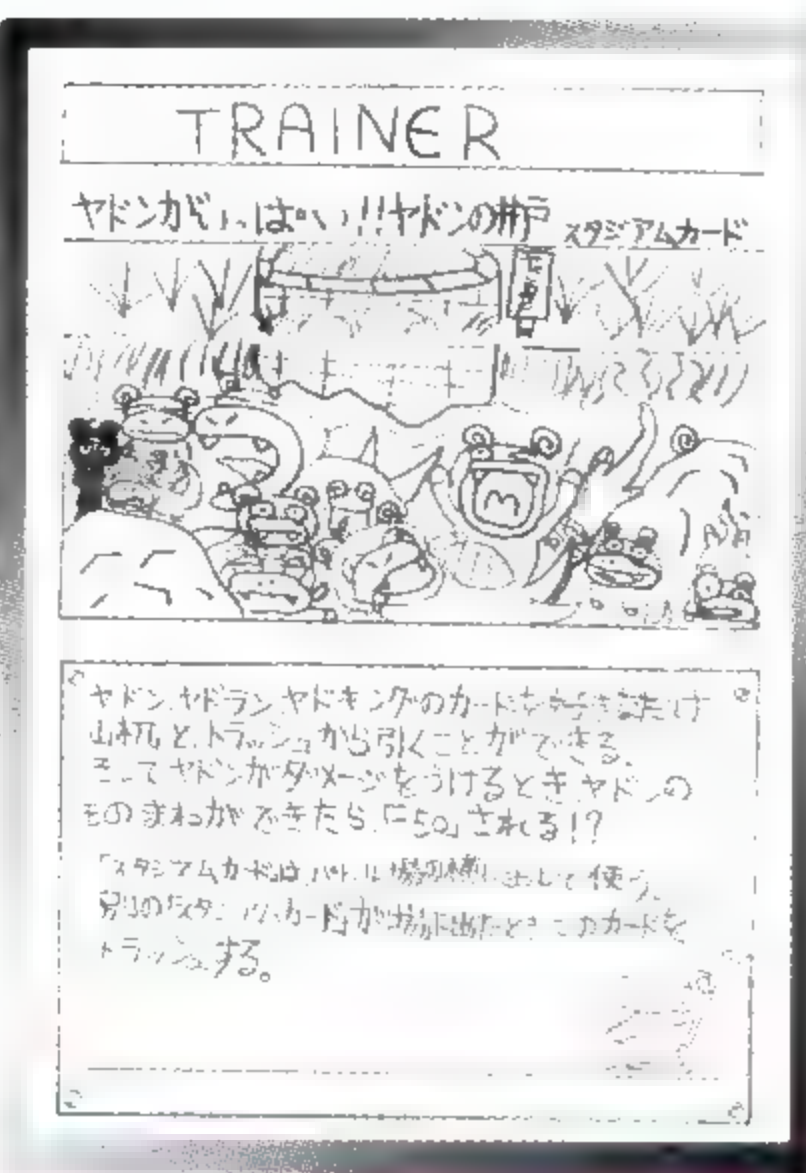 TRAINER
ヤドンがいっぱい!!ヤドンの井戸 スタジアムカード
ヤドン、ヤドラン、ヤドキングのカードを好きなだけ
山札と、トラッシュから引くことができる。
そしてヤドンがダメージをうけるとき、ヤドンの
ものまねができたら「-50」される!?
「スタジアムカード」はバトル場の横に出して使う。
別の「スタジアムカード」が場に出たとき、このカードを
トラッシュする。